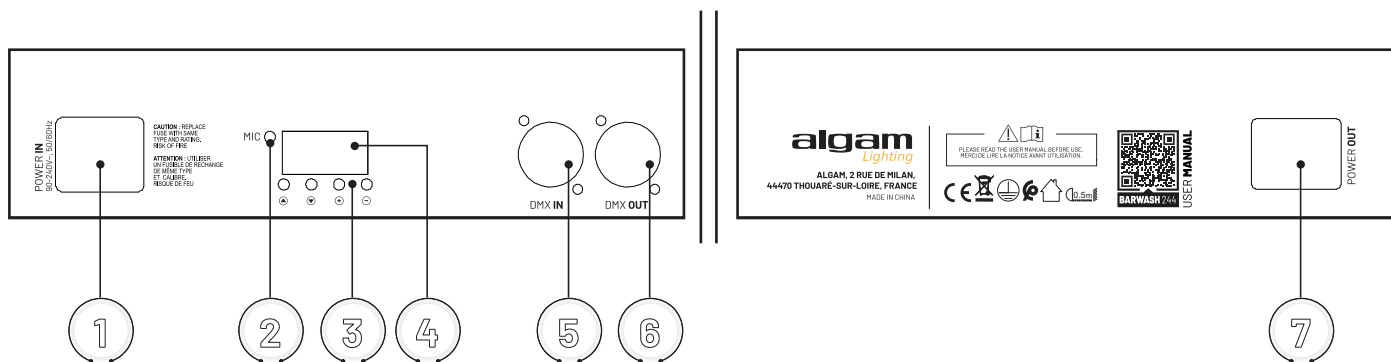 POWER IN
90-240V~, 50/60Hz
CAUTION : REPLACE
FUSE WITH SAME
TYPE AND RATING.
RISK OF FIRE
ATTENTION : UTILISER
UN FUSIBLE DE RECHANGE
DE MÊME TYPE
ET CALIBRE.
RISQUE DE FEU
MIC
DMX IN
DMX OUT
algam
Lighting
ALGAM, 2 RUE DE MILAN,
44470 THOUARÉ-SUR-LOIRE, FRANCE
MADE IN CHINA
PLEASE READ THE USER MANUAL BEFORE USE.
MERCI DE LIRE LA NOTICE AVANT UTILISATION.
CE
0.5m
BARWASH 244
USER MANUAL
POWER OUT
1
2
3
4
5
6
7